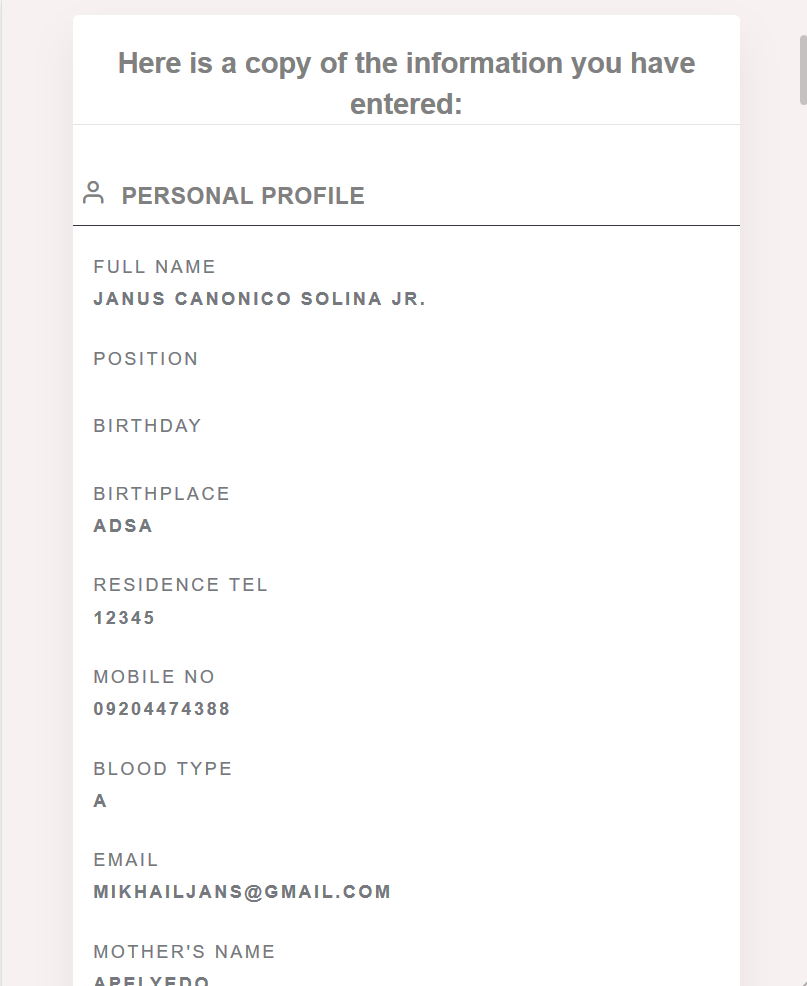 Here is a copy of the information you have
entered:
PERSONAL PROFILE
FULL NAME
JANUS CANONICO SOLINA JR.
POSITION
BIRTHDAY
BIRTHPLACE
ADSA
RESIDENCE TEL
12345
MOBILE NO
09204474388
BLOOD TYPE
A
EMAIL
MIKHAILJANS@GMAIL.COM
MOTHER'S NAME